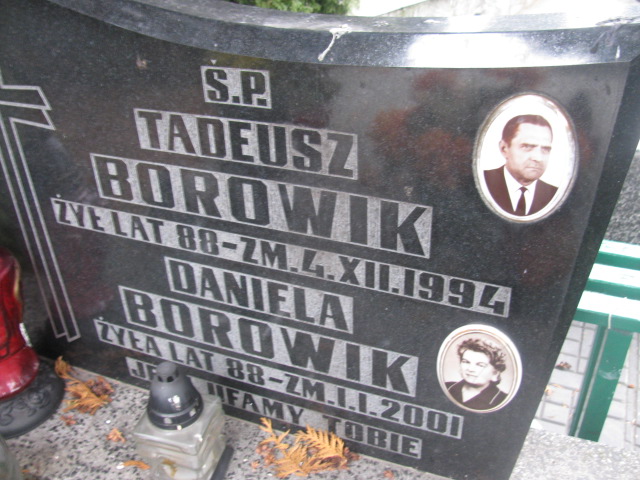 Ś.P.
TADEUSZ
BOROWIK
ŻYŁ LAT 88-ZM.4.XII.1994
DANIELA
BOROWIK
ŻYŁA LAT 88-ZM.1.1.2001
UFAMY TOBIE